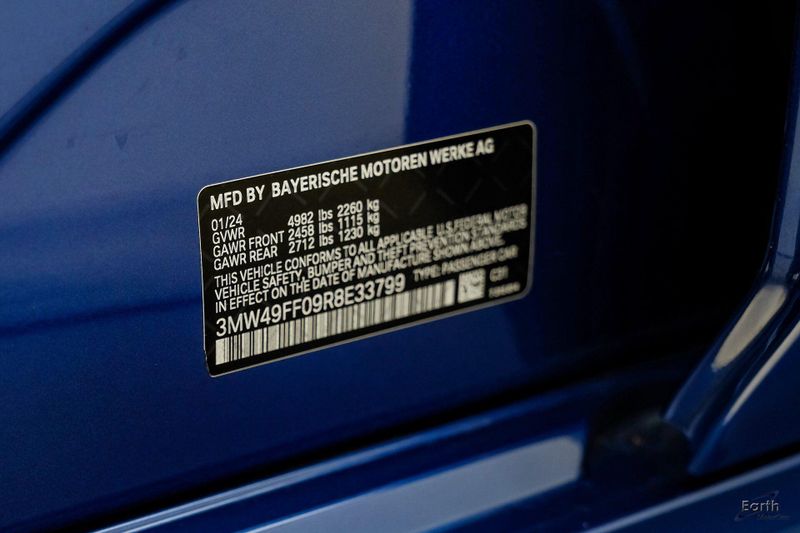 MFD BY BAYERISCHE MOTOREN WERKE AG
01/24
GVWR 4982 lbs 2260 kg
GAWR FRONT 2458 lbs 1115 kg
GAWR REAR 2712 lbs 1230 kg
THIS VEHICLE CONFORMS TO ALL APPLICABLE U.S. FEDERAL MOTOR
VEHICLE SAFETY, BUMPER AND THEFT PREVENTION STANDARDS
IN EFFECT ON THE DATE OF MANUFACTURE SHOWN ABOVE.
3MW49FF09R8E33799 TYPE: PASSENGER CAR
C31
Earth